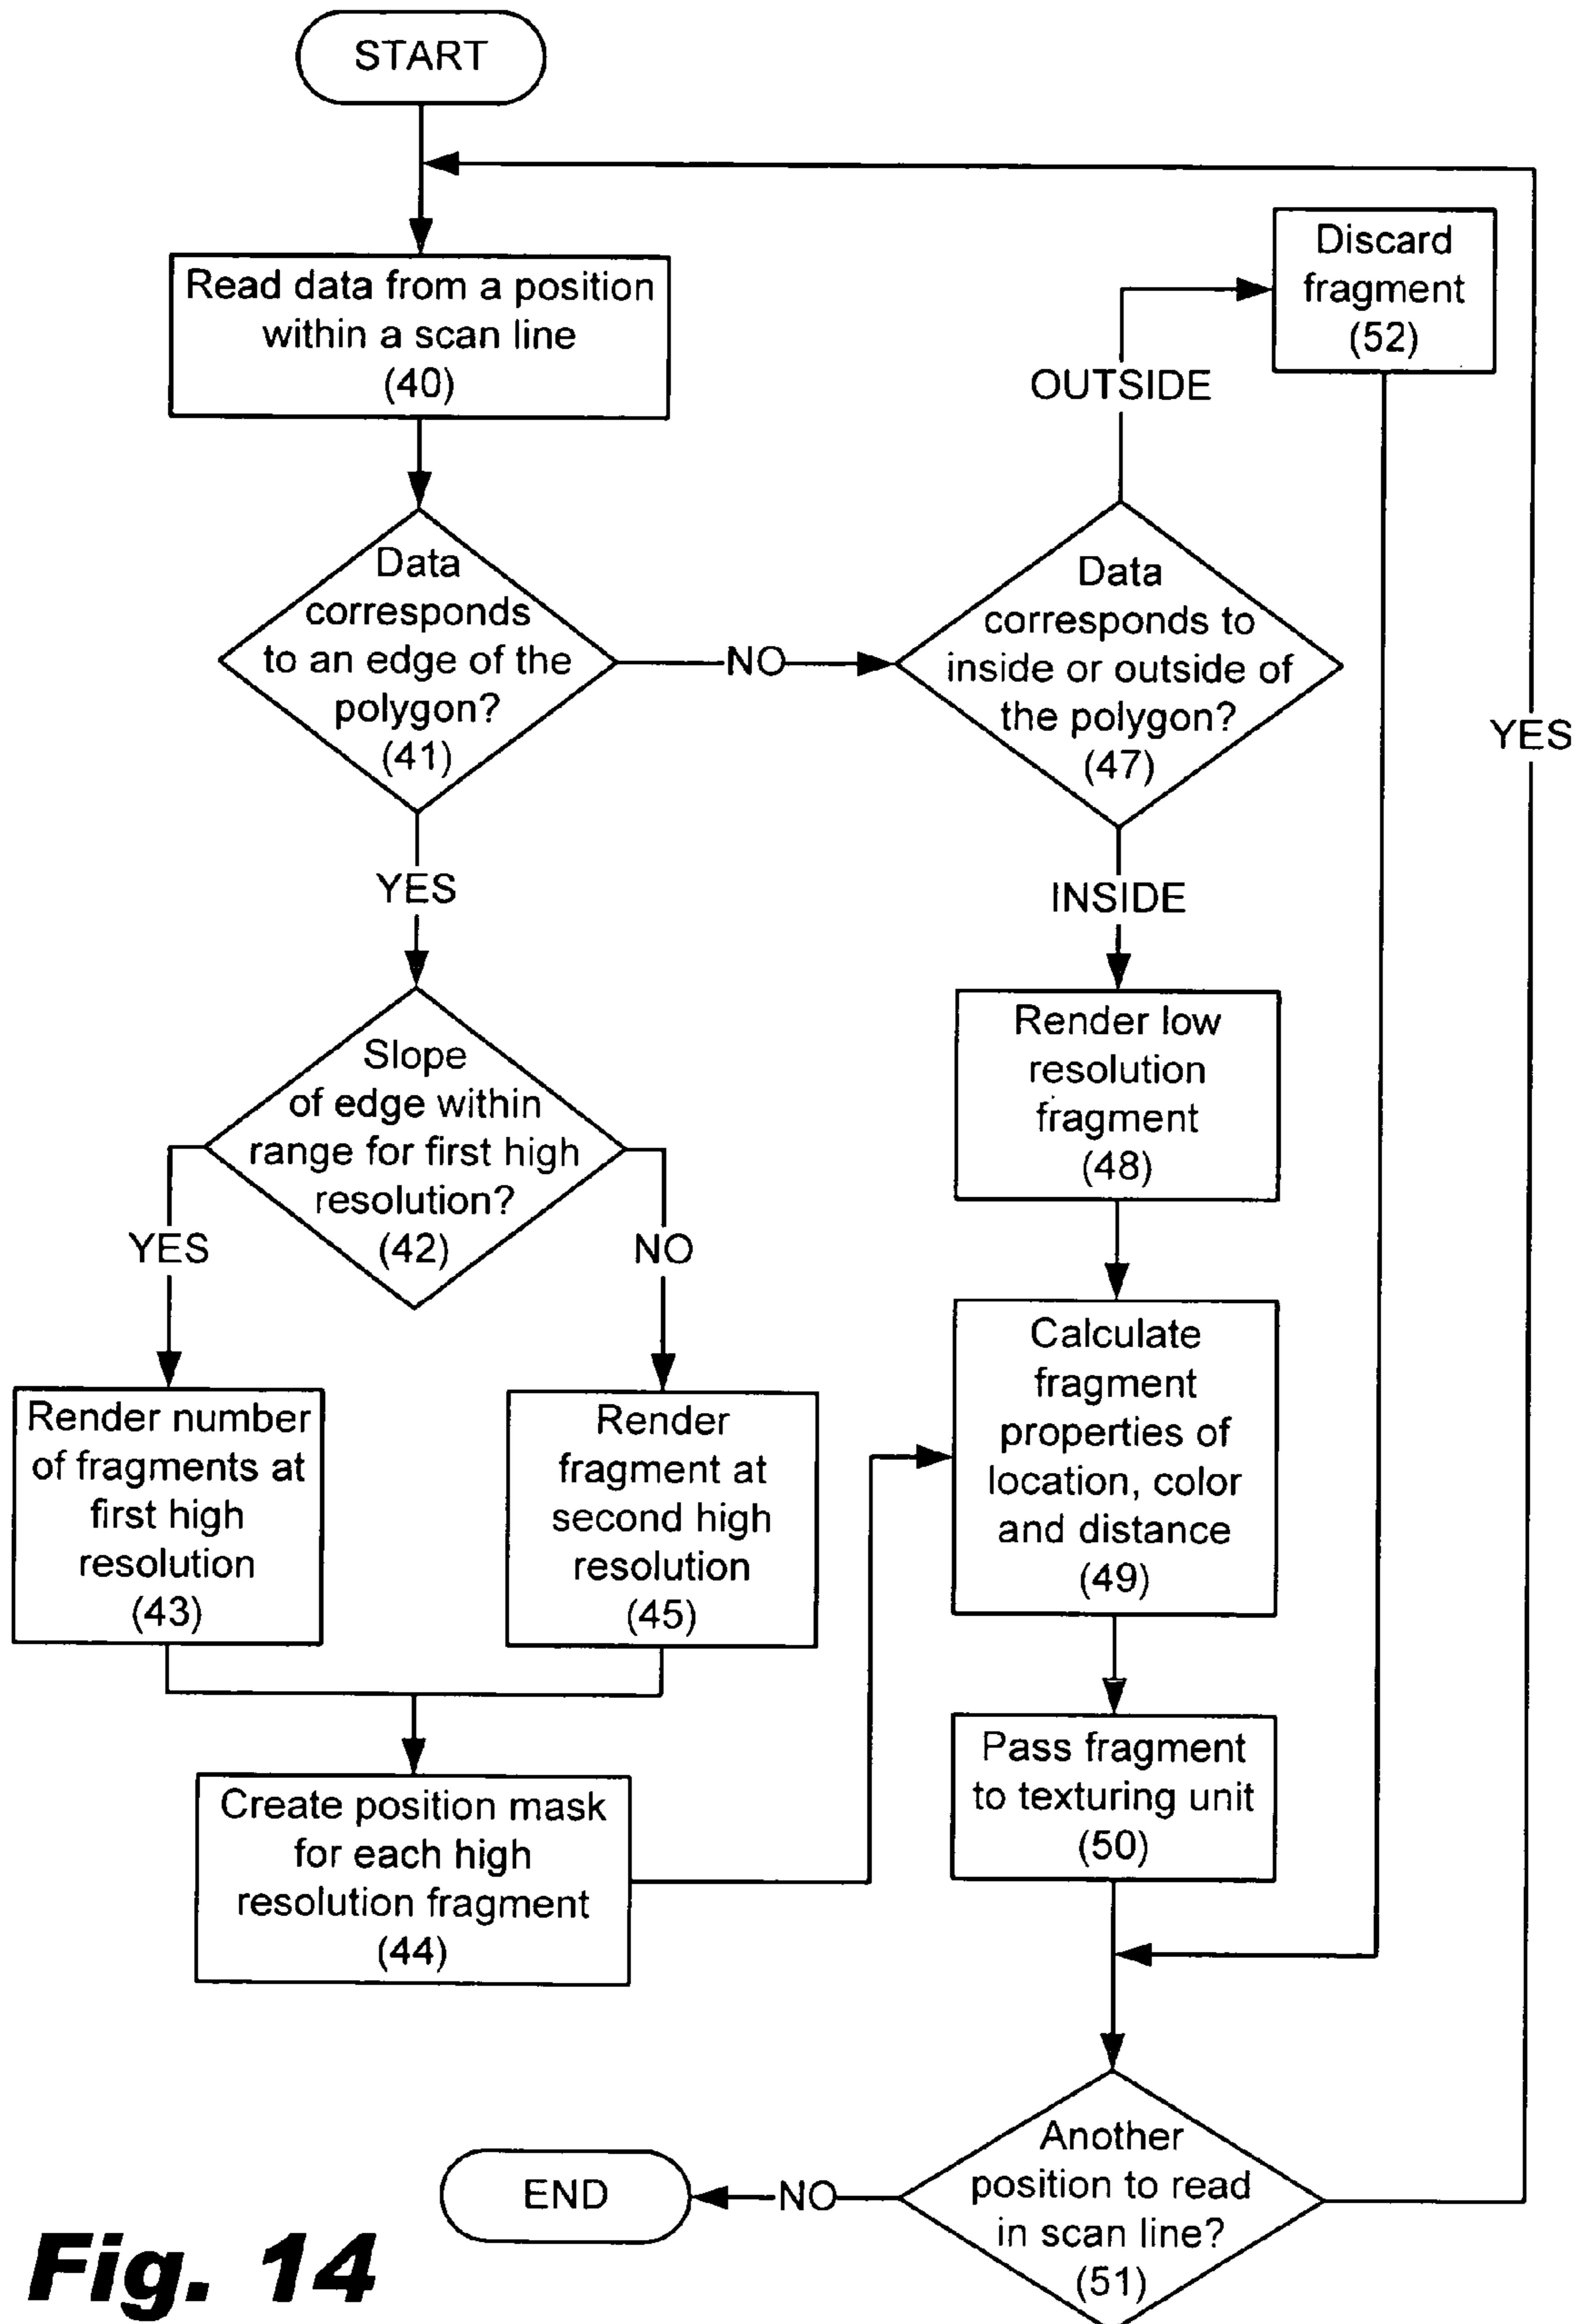 START
Read data from a position
within a scan line
(40)
Discard
fragment
(52)
OUTSIDE
Data
corresponds
to an edge of the
polygon?
(41)
NO
Data
corresponds to
inside or outside of
the polygon?
(47)
YES
YES
INSIDE
Slope
of edge within
range for first high
resolution?
(42)
YES
NO
Render low
resolution
fragment
(48)
Render number
of fragments at
first high
resolution
(43)
Render
fragment at
second high
resolution
(45)
Calculate
fragment
properties of
location, color
and distance
(49)
Create position mask
for each high
resolution fragment
(44)
Pass fragment
to texturing unit
(50)
Another
position to read
in scan line?
(51)
NO
END
Fig. 14